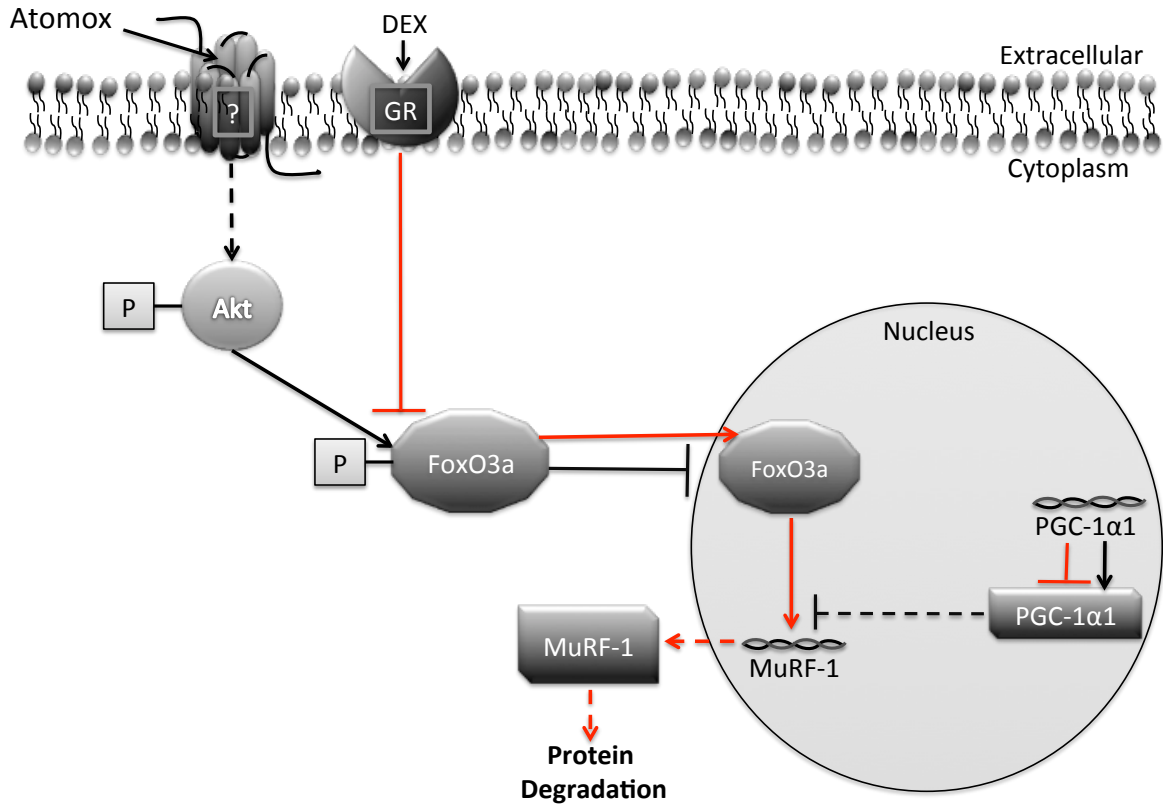 Atomox
DEX
Extracellular
?
GR
Cytoplasm
P
Akt
Nucleus
P
FoxO3a
FoxO3a
PGC-1α1
PGC-1α1
MuRF-1
MuRF-1
Protein
Degradation